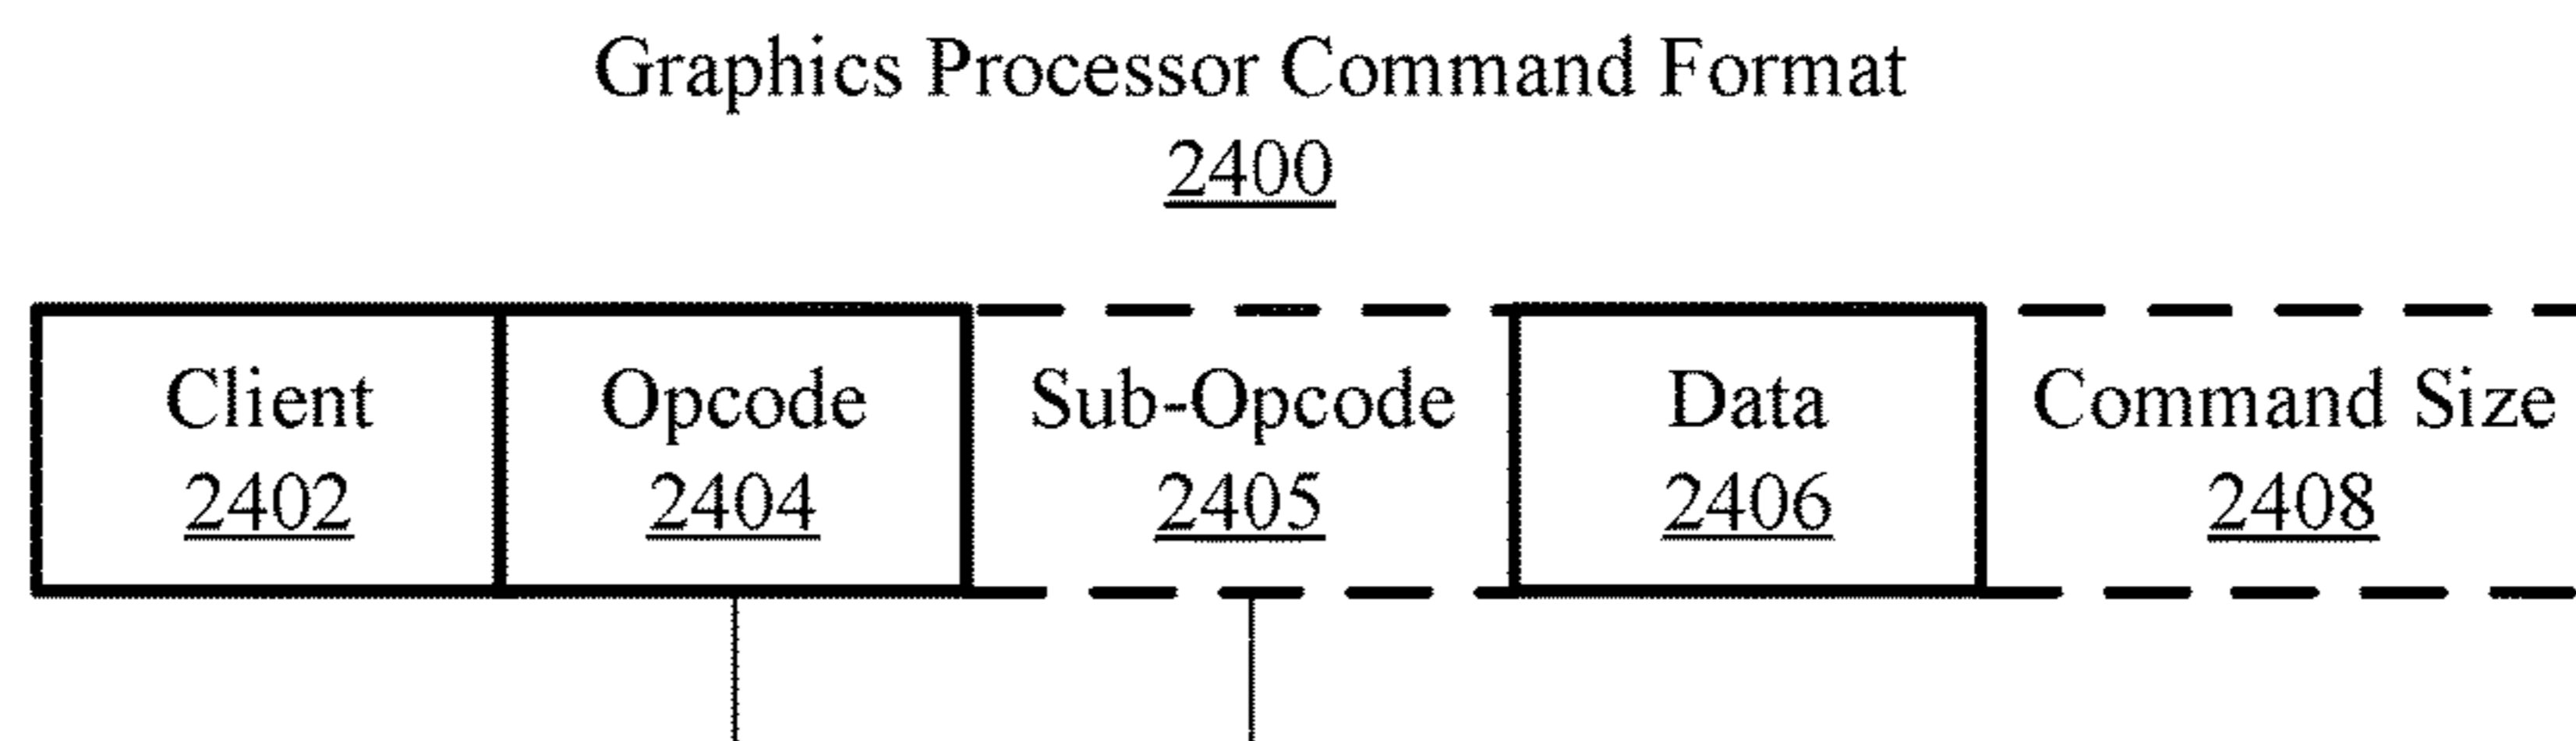 Graphics Processor Command Format
2400
Client Opcode Sub-Opcode Data Command Size
2402 2404 2405 2406 2408